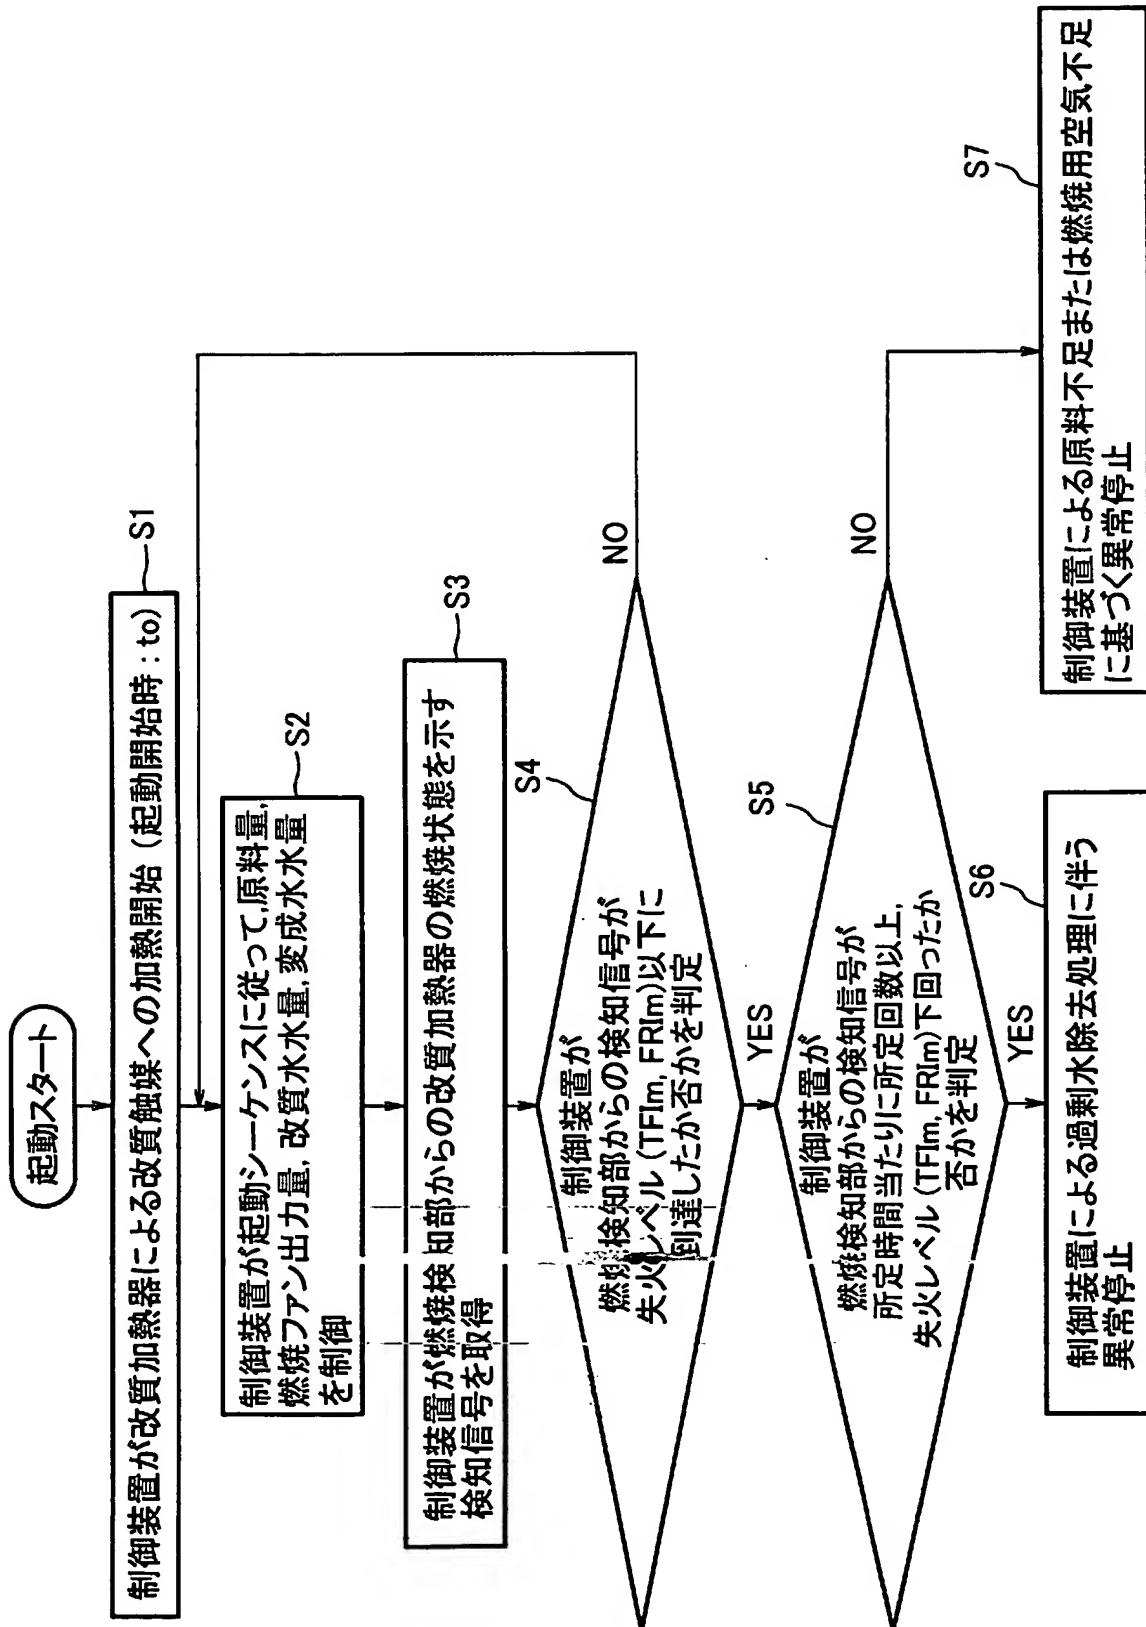 起動スタート
制御装置が改質加熱器による改質触媒への加熱開始（起動開始時：to）
S1
制御装置が起動シーケンスに従って,原料量,
燃焼ファン出力量,改質水水量,変成水水量
を制御
S2
制御装置が燃焼検知部からの改質加熱器の燃焼状態を示す
検知信号を取得
S3
制御装置が
燃焼検知部からの検知信号が
失火レベル(TFIm, FRIm)以下に
到達したか否かを判定
S4
NO
YES
制御装置が
燃焼検知部からの検知信号が
所定時間当たりに所定回数以上,
失火レベル(TFIm, FRIm)下回ったか
否かを判定
S5
NO
YES
制御装置による過剰水除去処理に伴う
異常停止
S6
制御装置による原料不足または燃焼用空気不足
に基づく異常停止
S7